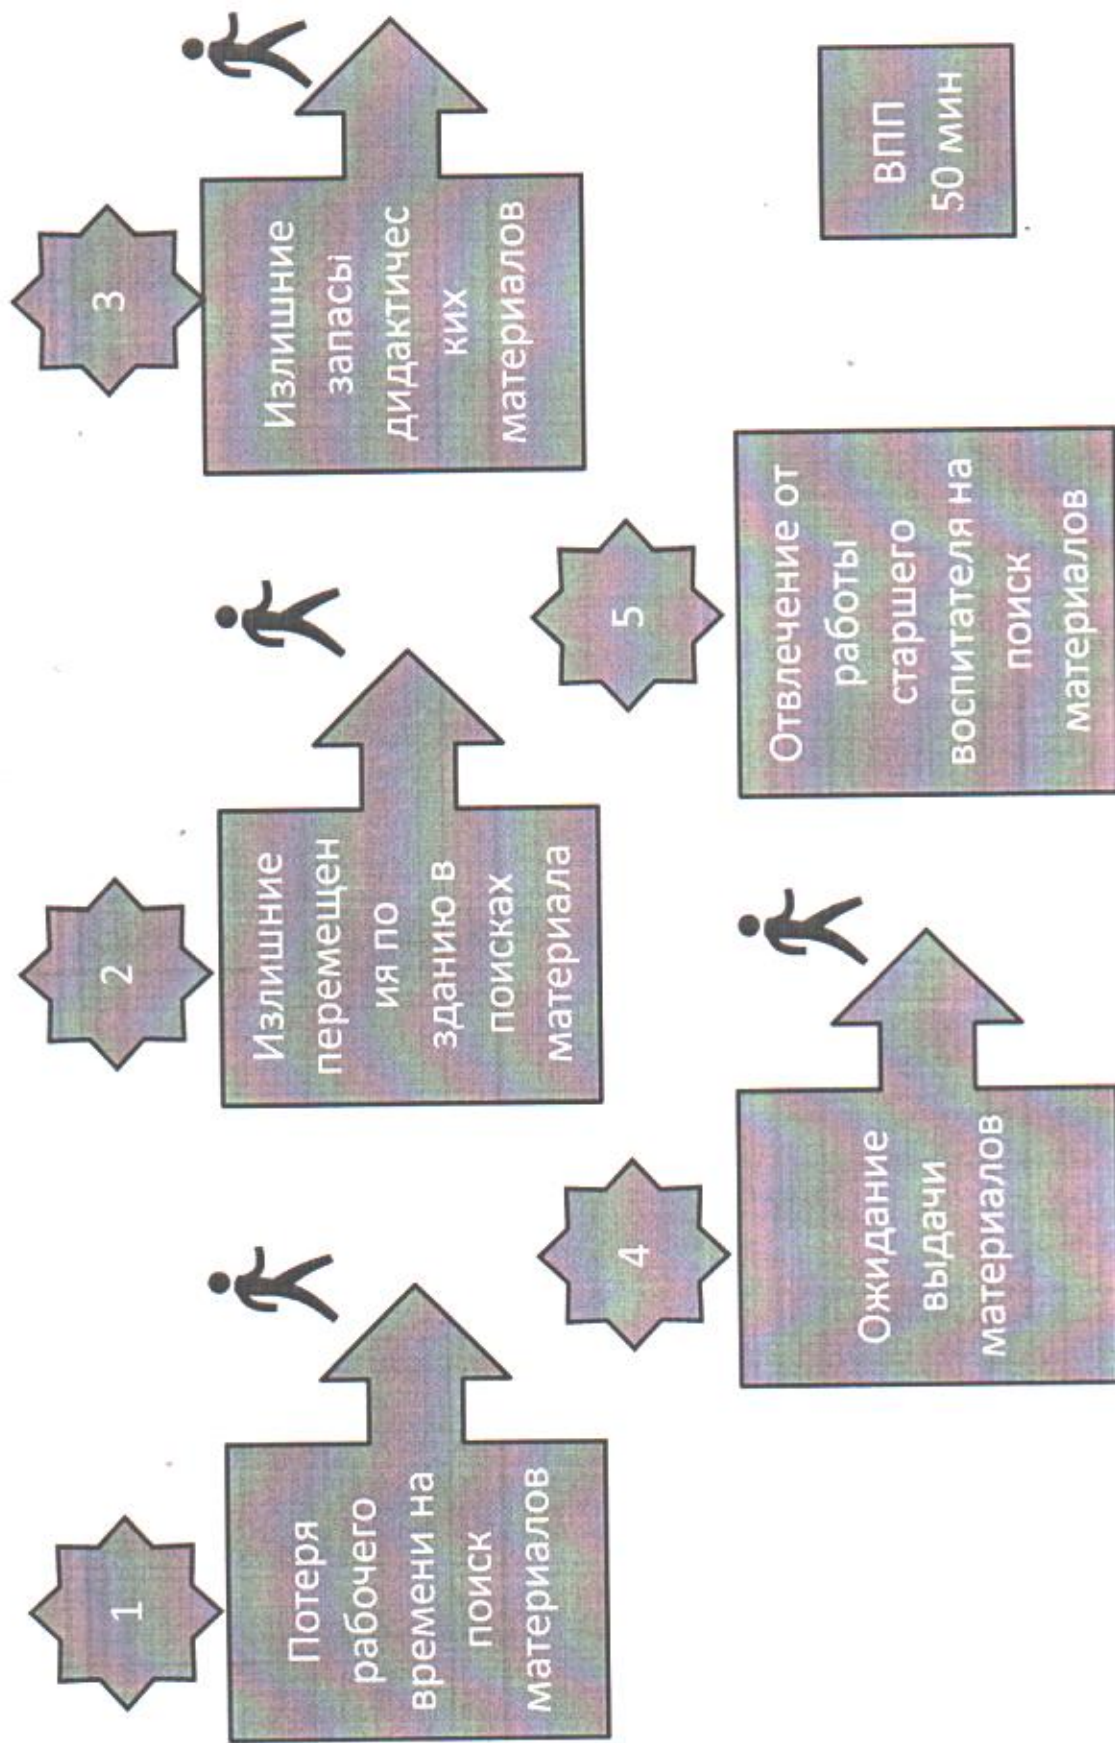 1
Потеря
рабочего
времени на
поиск
материалов
2
Излишние
перемещен
ия по
зданию в
поисках
материала
3
Излишние
запасы
дидактичес
ких
материалов
4
Ожидание
выдачи
материалов
5
Отвлечение от
работы
старшего
воспитателя на
поиск
материалов
ВПП
50 мин